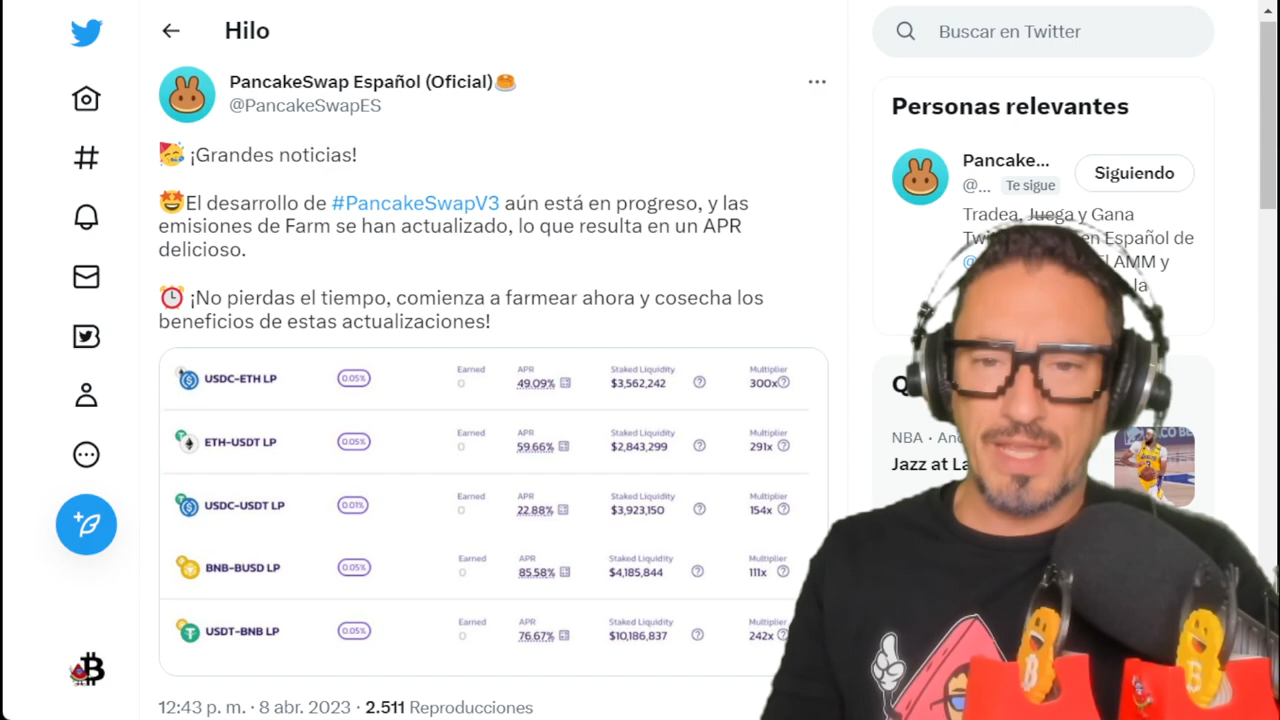 Hilo
Buscar en Twitter
PancakeSwap Español (Oficial)🥞
@PancakeSwapES
🥳 ¡Grandes noticias!
🤩El desarrollo de #PancakeSwapV3 aún está en progreso, y las
emisiones de Farm se han actualizado, lo que resulta en un APR
delicioso.
⏰ ¡No pierdas el tiempo, comienza a farmear ahora y cosecha los
beneficios de estas actualizaciones!
USDC-ETH LP 0.05% Earned 0 APR 49.09% Staked Liquidity $3,562,242 Multiplier 300x
ETH-USDT LP 0.05% Earned 0 APR 59.66% Staked Liquidity $2,843,299 Multiplier 291x
USDC-USDT LP 0.01% Earned 0 APR 22.88% Staked Liquidity $3,923,150 Multiplier 154x
BNB-BUSD LP 0.05% Earned 0 APR 85.58% Staked Liquidity $4,185,844 Multiplier 111x
USDT-BNB LP 0.05% Earned 0 APR 76.67% Staked Liquidity $10,186,837 Multiplier 242x
12:43 p. m. · 8 abr. 2023 · 2.511 Reproducciones
Personas relevantes
Pancake...
@... Te sigue
Siguiendo
Tradea, Juega y Gana
en Español de
AMM y
la
NBA ·
Jazz at